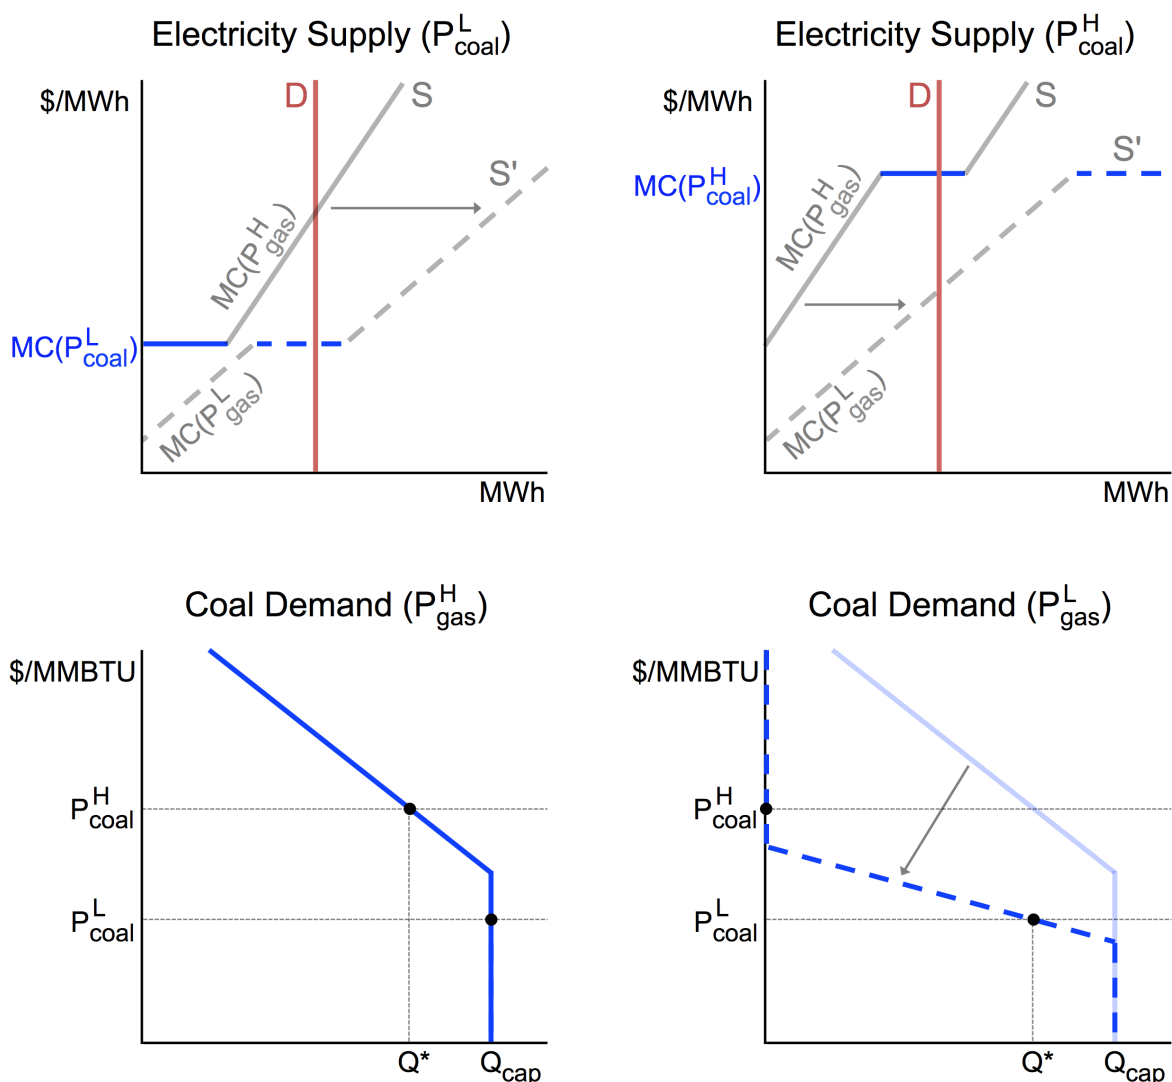 Electricity Supply (P^L_coal)
$/MWh
D
S
S'
MC(P^H_gas)
MC(P^L_coal)
MC(P^L_gas)
MWh
Electricity Supply (P^H_coal)
$/MWh
D
S
S'
MC(P^H_coal)
MC(P^H_gas)
MC(P^L_gas)
MWh
Coal Demand (P^H_gas)
$/MMBTU
P^H_coal
P^L_coal
Q*
Q_cap
Coal Demand (P^L_gas)
$/MMBTU
P^H_coal
P^L_coal
Q*
Q_cap